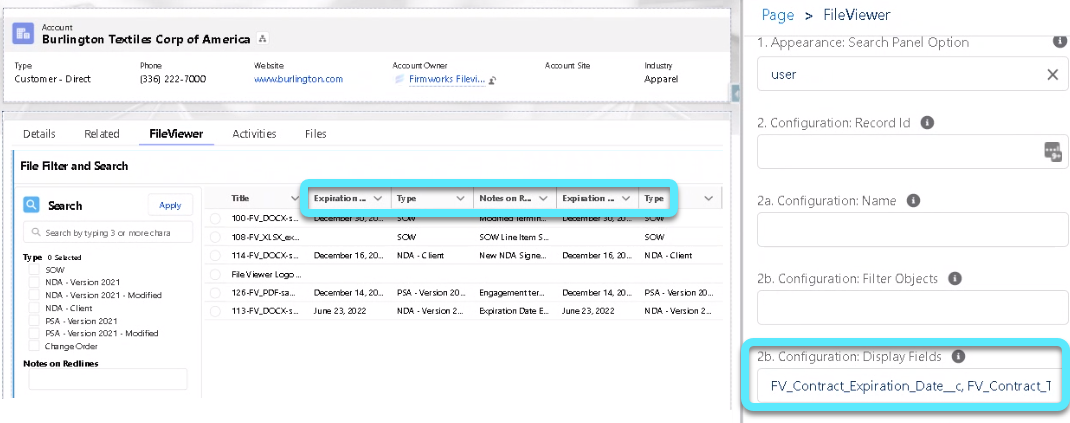 Account
Burlington Textiles Corp of America
Type Phone Website Account Owner Account Site Industry
Customer - Direct (336) 222-7000 www.burlington.com Firmworks Filevi... Apparel
Details Related FileViewer Activities Files
File Filter and Search
Search Apply
Search by typing 3 or more chara
Type 0 Selected
SOW
NDA - Version 2021
NDA - Version 2021 - Modified
NDA - Client
PSA - Version 2021
PSA - Version 2021 - Modified
Change Order
Notes on Redlines
Title Expiration ... Type Notes on R... Expiration ... Type
100-FV_DOCX-s... December 30, 20... SOW Modified Termin... December 30, 20... SOW
108-FV_XLSX_ex... SOW SOW Line Item S... SOW
114-FV_DOCX-s... December 16, 20... NDA - Client New NDA Signe... December 16, 20... NDA - Client
FileViewer Logo ...
126-FV_PDF-sa... December 14, 20... PSA - Version 20... Engagement ter... December 14, 20... PSA - Version 20...
113-FV_DOCX-s... June 23, 2022 NDA - Version 2... Expiration Date E... June 23, 2022 NDA - Version 2...
Page > FileViewer
1. Appearance: Search Panel Option
user
2. Configuration: Record Id
2a. Configuration: Name
2b. Configuration: Filter Objects
2b. Configuration: Display Fields
FV_Contract_Expiration_Date__c, FV_Contract_T